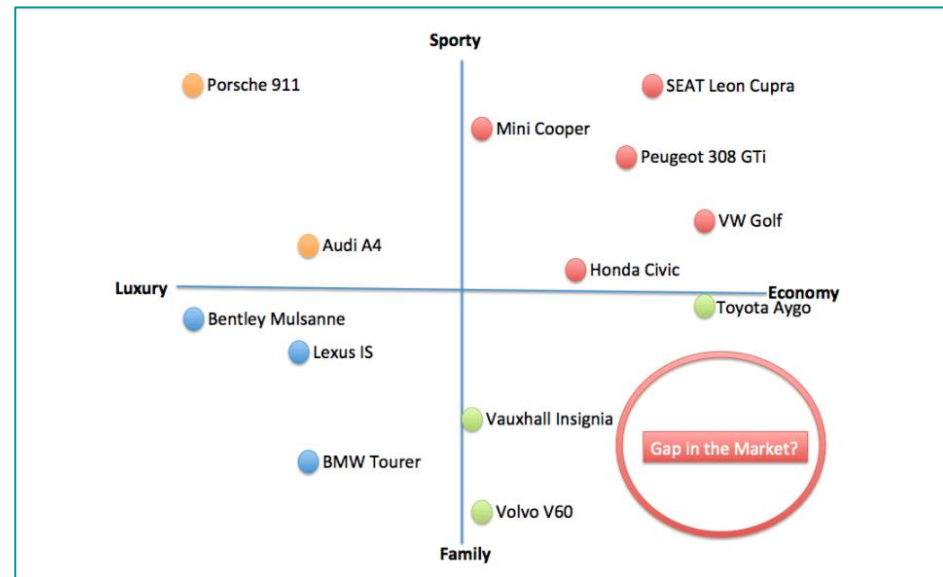 Sporty
Porsche 911
SEAT Leon Cupra
Mini Cooper
Peugeot 308 GTi
VW Golf
Audi A4
Honda Civic
Luxury
Economy
Toyota Aygo
Bentley Mulsanne
Lexus IS
Vauxhall Insignia
Gap in the Market?
BMW Tourer
Volvo V60
Family